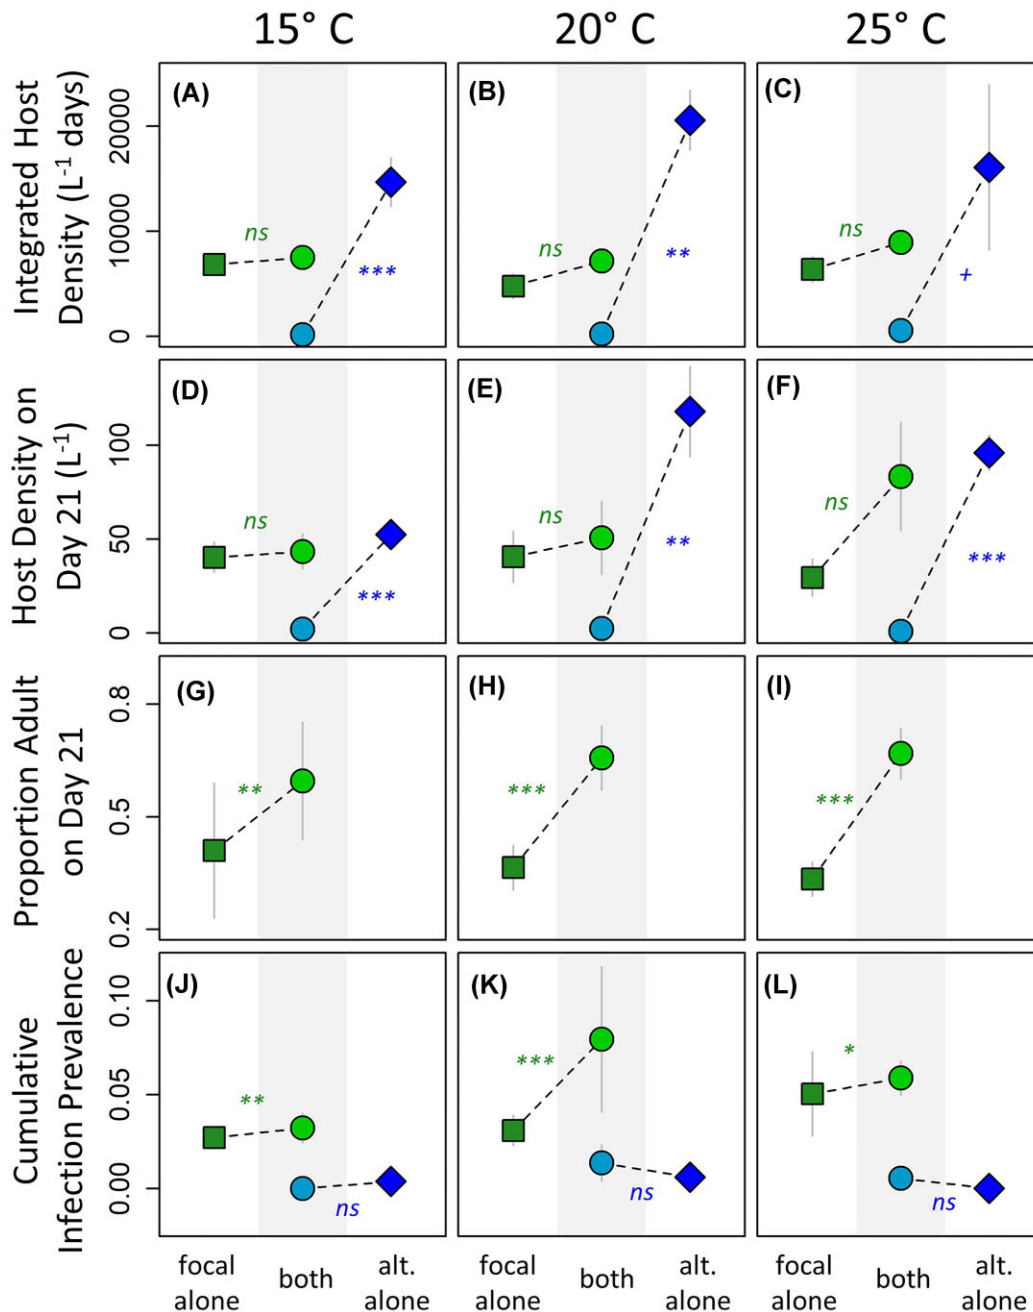 15° C 20° C 25° C
Integrated Host
Density (L⁻¹ days)
20000
10000
0
(A)
ns
***
(B)
ns
**
(C)
ns
+
Host Density on
Day 21 (L⁻¹)
100
50
0
(D)
ns
***
(E)
ns
**
(F)
ns
***
Proportion Adult
on Day 21
0.8
0.5
0.2
(G)
**
(H)
***
(I)
***
Cumulative
Infection Prevalence
0.10
0.05
0.00
(J)
**
ns
(K)
***
ns
(L)
*
ns
focal
alone
both
alt.
alone
focal
alone
both
alt.
alone
focal
alone
both
alt.
alone